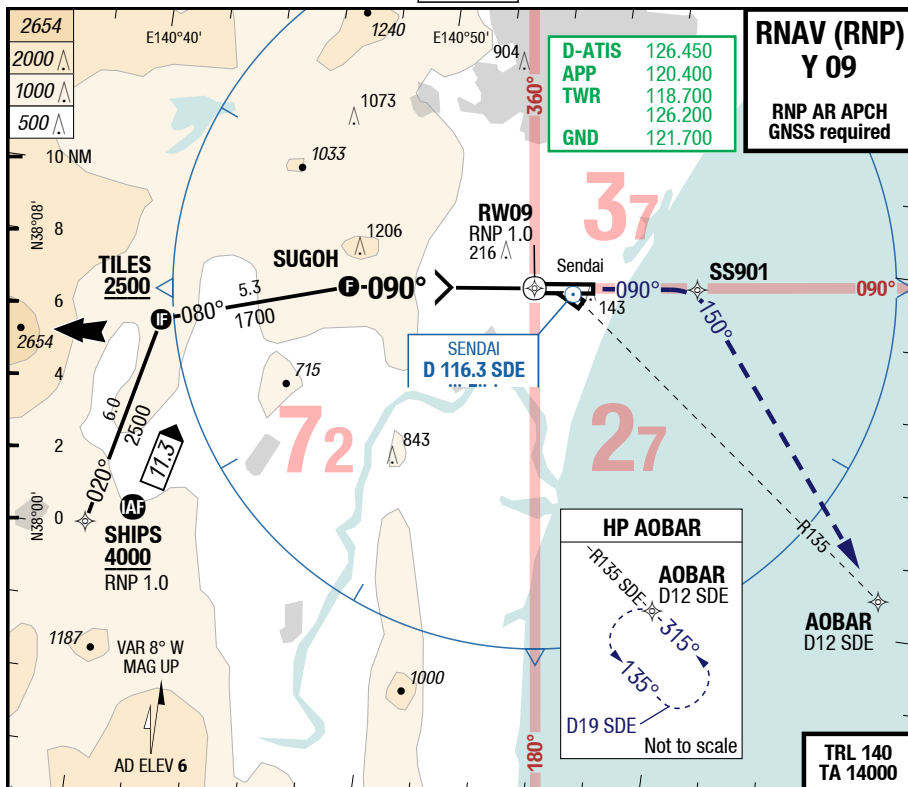 2654
2000
1000
500
E140°40'
1240
E140°50'
904
360°
D-ATIS 126.450
APP 120.400
TWR 118.700
126.200
GND 121.700
RNAV (RNP)
Y 09
RNP AR APCH
GNSS required
1073
10 NM
1033
N38°08'
8
1206
RW09
RNP 1.0
216
37
TILES
2500
SUGOH
F
090°
Sendai
SS901
090°
090°
6
IF
080°
5.3
1700
143
150°
2654
SENDAI
D 116.3 SDE
4
715
6.0
2500
72
27
843
2
11.3
020°
N38°00'
0
IAF
SHIPS
4000
RNP 1.0
R135
HP AOBAR
R135 SDE
AOBAR
D12 SDE
315°
135°
D19 SDE
Not to scale
AOBAR
D12 SDE
1187
VAR 8° W
MAG UP
1000
AD ELEV 6
180°
TRL 140
TA 14000